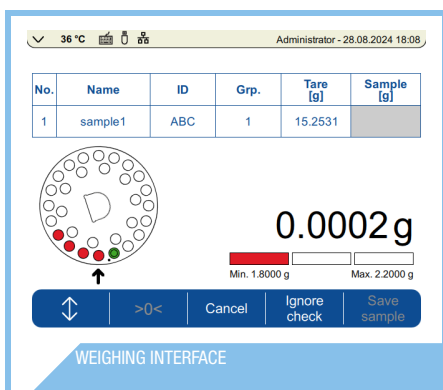 36 °C Administrator - 28.08.2024 18:08
No. Name ID Grp. Tare [g] Sample [g]
1 sample1 ABC 1 15.2531
0.0002 g
Min. 1.8000 g Max. 2.2000 g
>0< Cancel Ignore check Save sample
WEIGHING INTERFACE